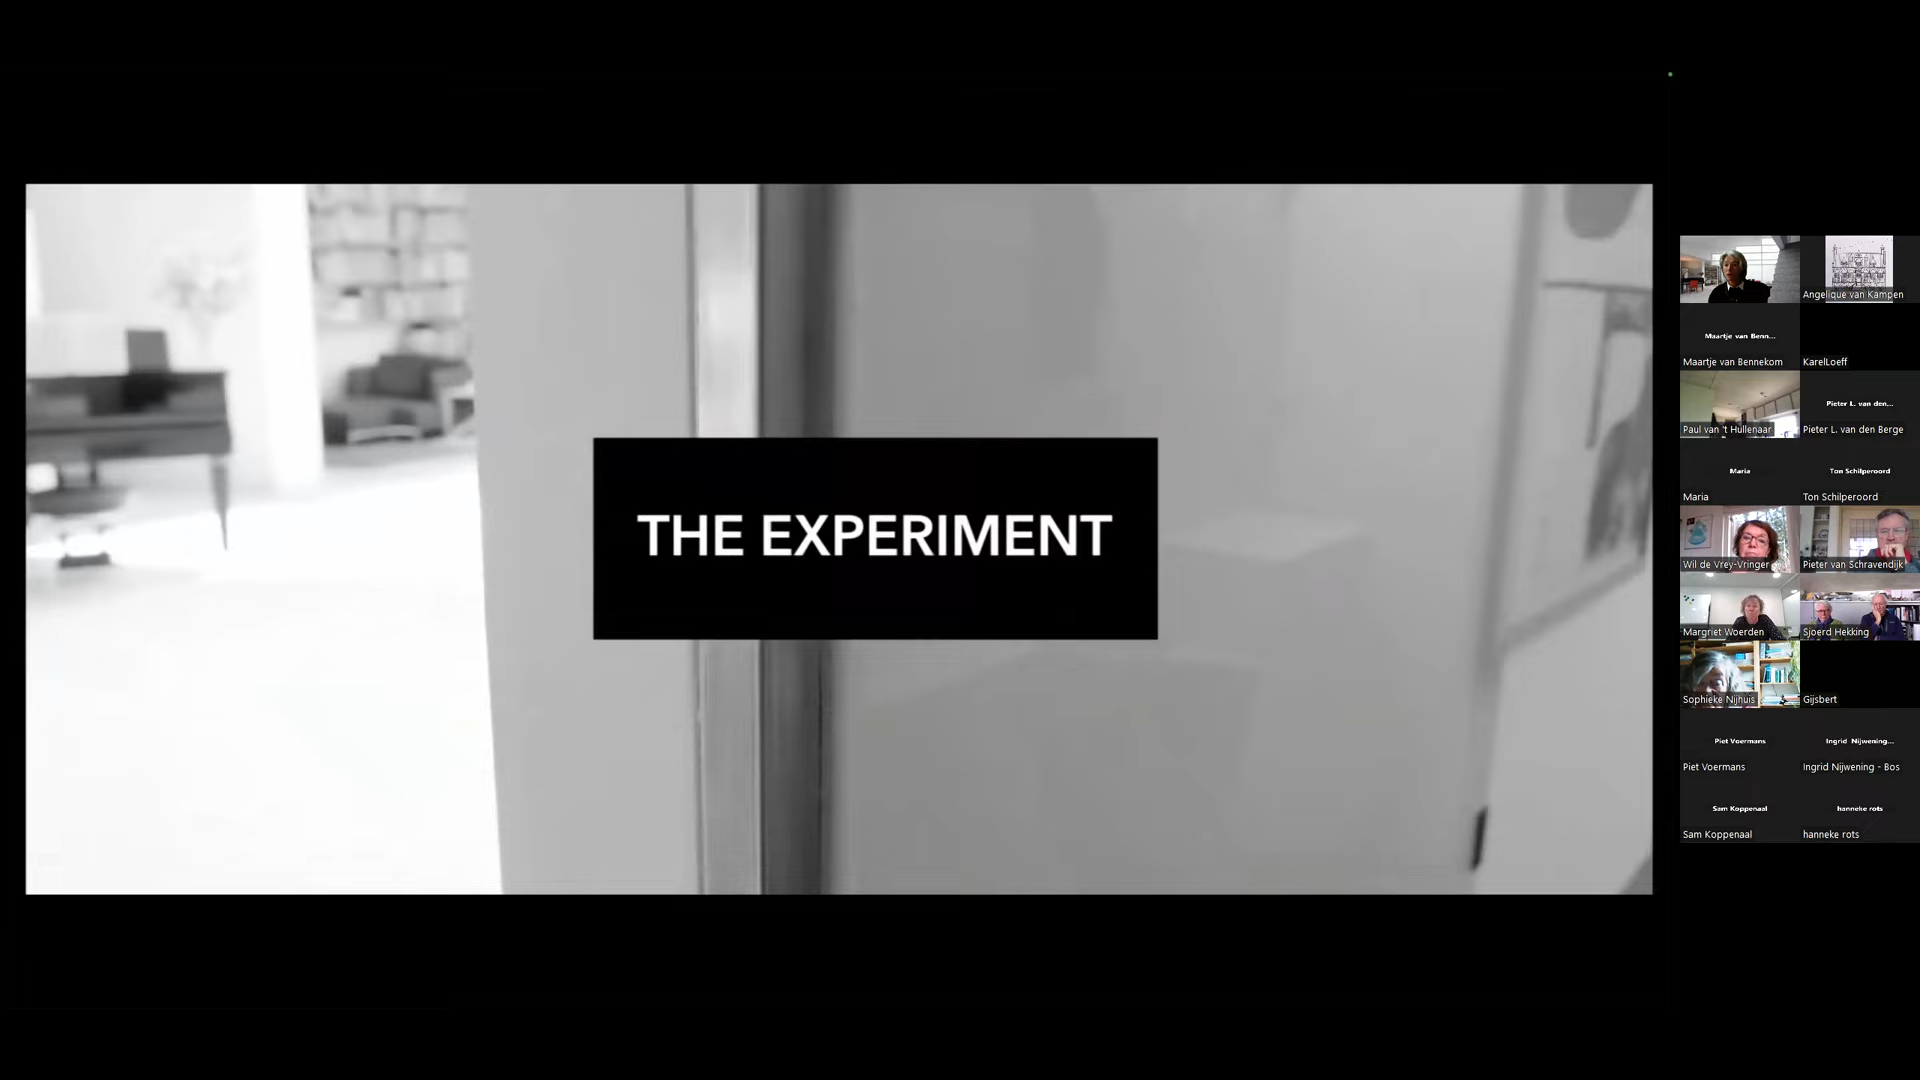 THE EXPERIMENT
Angelique van Kampen
Maartje van Benn...
Maartje van Bennekom
KarelLoeff
Paul van 't Hullenaar
Pieter L. van den...
Pieter L. van den Berge
Maria
Maria
Ton Schilperoord
Ton Schilperoord
Wil de Vrey-Vringer
Pieter van Schravendijk
Margriet Woerden
Sjoerd Hekking
Sophieke Nijhuis
Gijsbert
Piet Voermans
Piet Voermans
Ingrid Nijwening...
Ingrid Nijwening - Bos
Sam Koppenaal
Sam Koppenaal
hanneke rots
hanneke rots